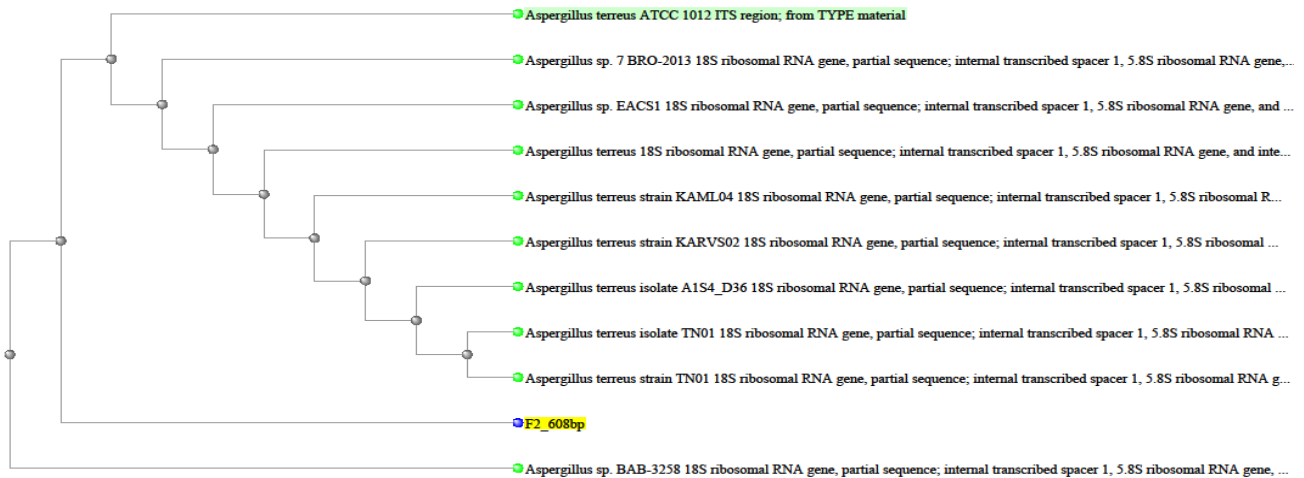 Aspergillus terreus ATCC 1012 ITS region; from TYPE material
Aspergillus sp. 7 BRO-2013 18S ribosomal RNA gene, partial sequence; internal transcribed spacer 1, 5.8S ribosomal RNA gene,...
Aspergillus sp. EACS1 18S ribosomal RNA gene, partial sequence; internal transcribed spacer 1, 5.8S ribosomal RNA gene, and ...
Aspergillus terreus 18S ribosomal RNA gene, partial sequence; internal transcribed spacer 1, 5.8S ribosomal RNA gene, and inte...
Aspergillus terreus strain KAML04 18S ribosomal RNA gene, partial sequence; internal transcribed spacer 1, 5.8S ribosomal R...
Aspergillus terreus strain KARVS02 18S ribosomal RNA gene, partial sequence; internal transcribed spacer 1, 5.8S ribosomal ...
Aspergillus terreus isolate A1S4_D36 18S ribosomal RNA gene, partial sequence; internal transcribed spacer 1, 5.8S ribosomal ...
Aspergillus terreus isolate TN01 18S ribosomal RNA gene, partial sequence; internal transcribed spacer 1, 5.8S ribosomal RNA ...
Aspergillus terreus strain TN01 18S ribosomal RNA gene, partial sequence; internal transcribed spacer 1, 5.8S ribosomal RNA g...
F2_608bp
Aspergillus sp. BAB-3258 18S ribosomal RNA gene, partial sequence; internal transcribed spacer 1, 5.8S ribosomal RNA gene, ...